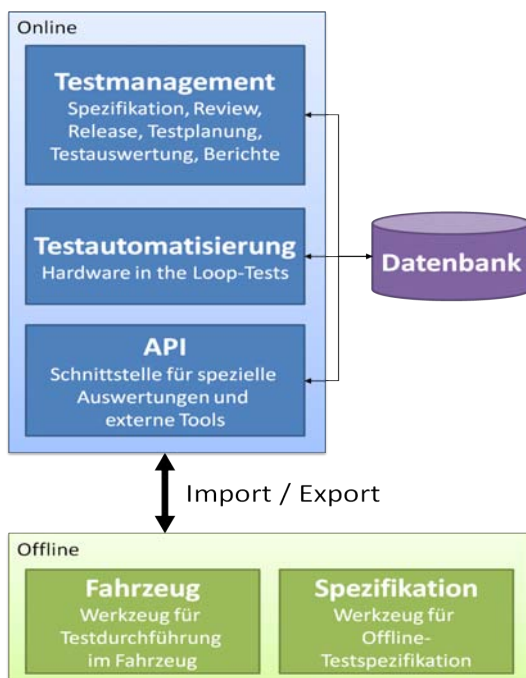 Online
Testmanagement
Spezifikation, Review,
Release, Testplanung,
Testauswertung, Berichte
Testautomatisierung
Hardware in the Loop-Tests
Datenbank
API
Schnittstelle für spezielle
Auswertungen und
externe Tools
Import / Export
Offline
Fahrzeug
Werkzeug für
Testdurchführung
im Fahrzeug
Spezifikation
Werkzeug für
Offline-
Testspezifikation